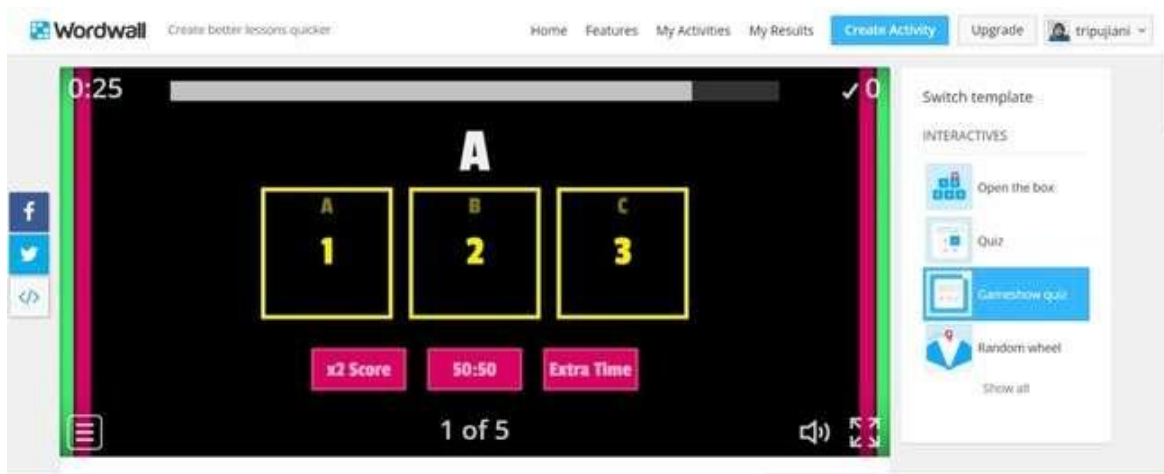 Wordwall Create better lessons quicker Home Features My Activities My Results Create Activity Upgrade tripujiani
0:25 0
A
A B C
1 2 3
x2 Score 50:50 Extra Time
1 of 5
Switch template
INTERACTIVES
Open the box
Quiz
Gameshow quiz
Random wheel
Show all